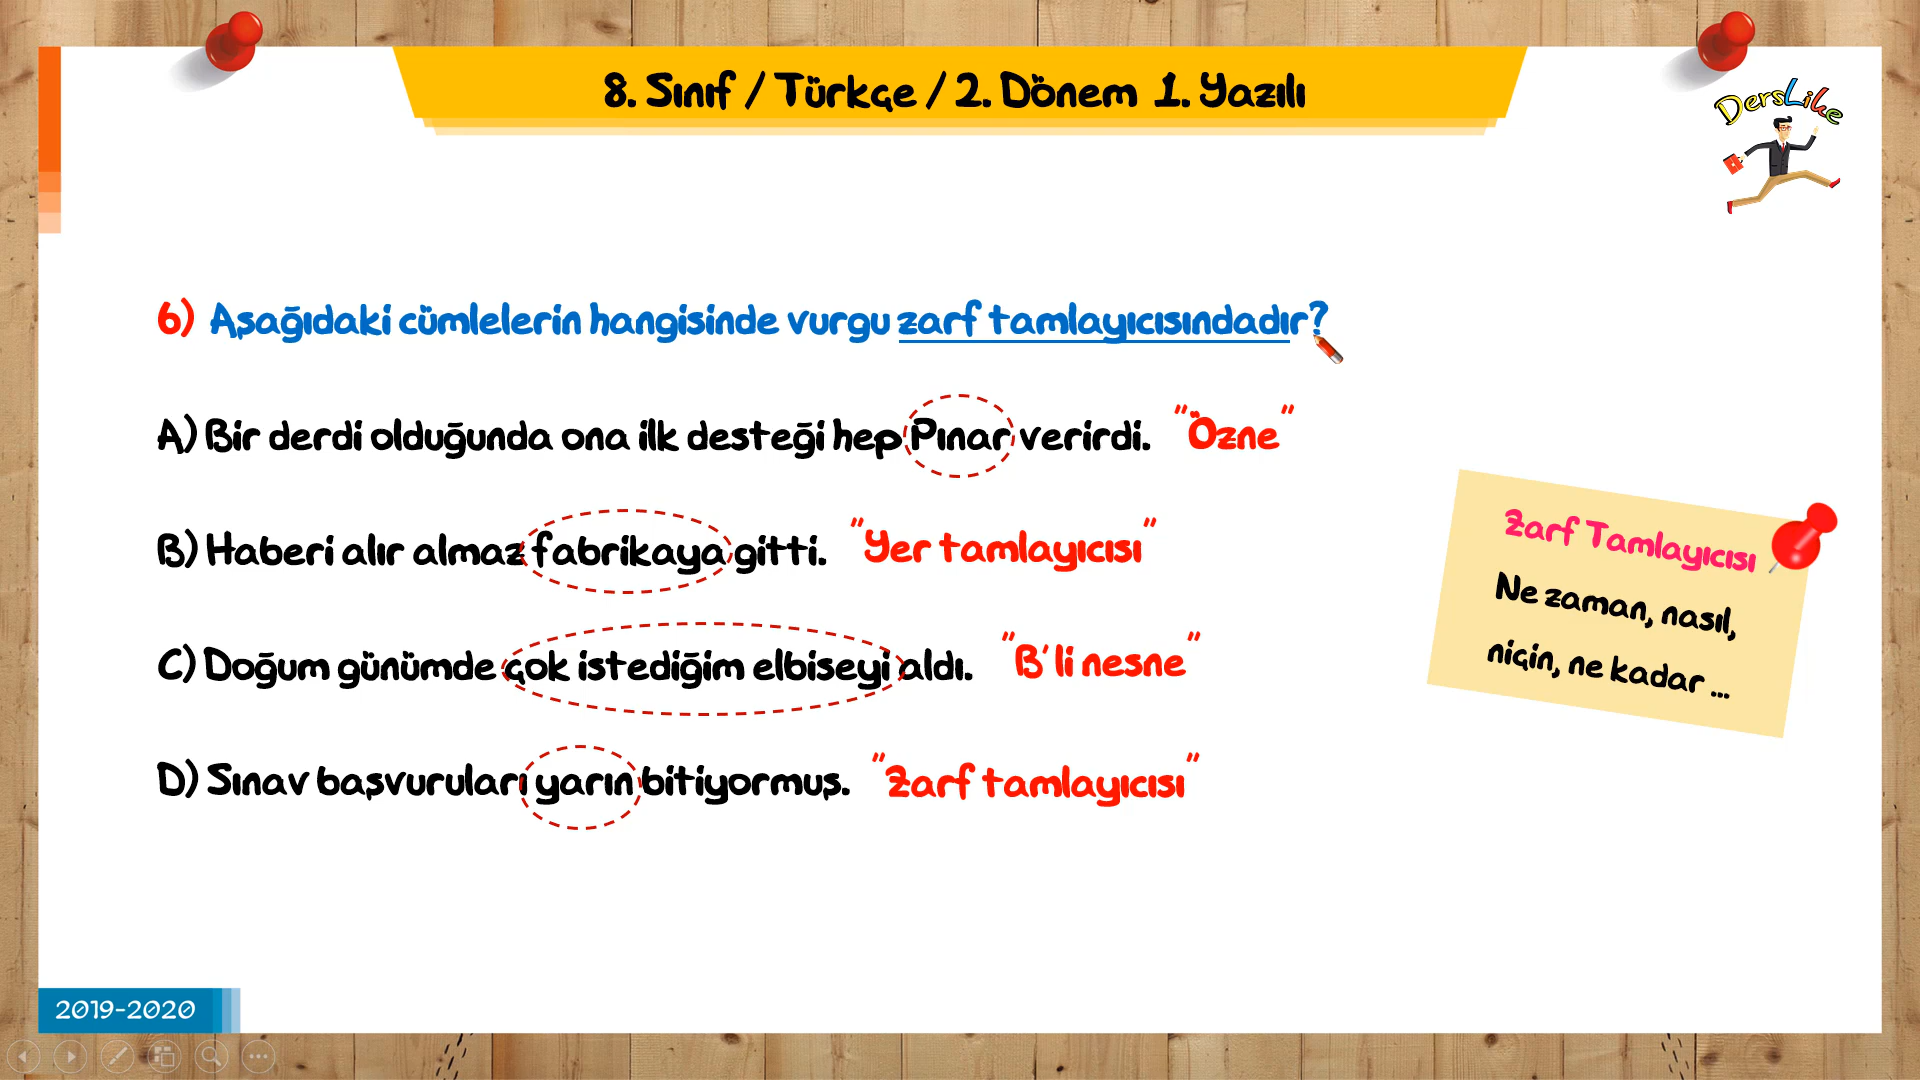 8. Sınıf / Türkçe / 2. Dönem 1. Yazılı
DersLike
6) Aşağıdaki cümlelerin hangisinde vurgu zarf tamlayıcısındadır?
A) Bir derdi olduğunda ona ilk desteği hep Pınar verirdi. "Özne"
B) Haberi alır almaz fabrikaya gitti. "Yer tamlayıcısı"
C) Doğum günümde çok istediğim elbiseyi aldı. "B'li nesne"
D) Sınav başvuruları yarın bitiyormuş. "Zarf tamlayıcısı"
Zarf Tamlayıcısı
Ne zaman, nasıl,
niçin, ne kadar ...
2019-2020